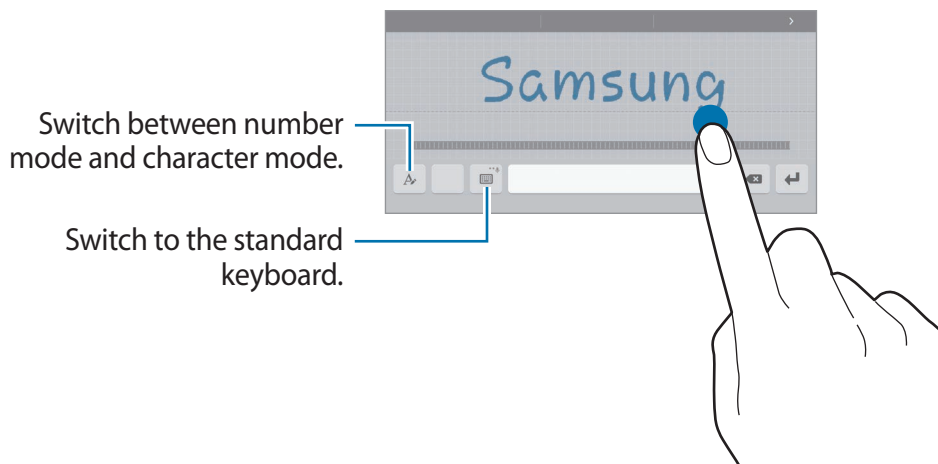 Samsung
Switch between number
mode and character mode.
Switch to the standard
keyboard.